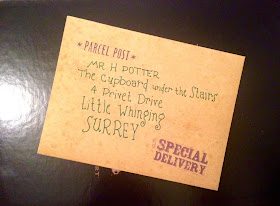 * PARCEL POST *
MR H POTTER
The Cupboard under the Stairs
4 Privet Drive
Little Whinging
SURREY
SPECIAL
DELIVERY